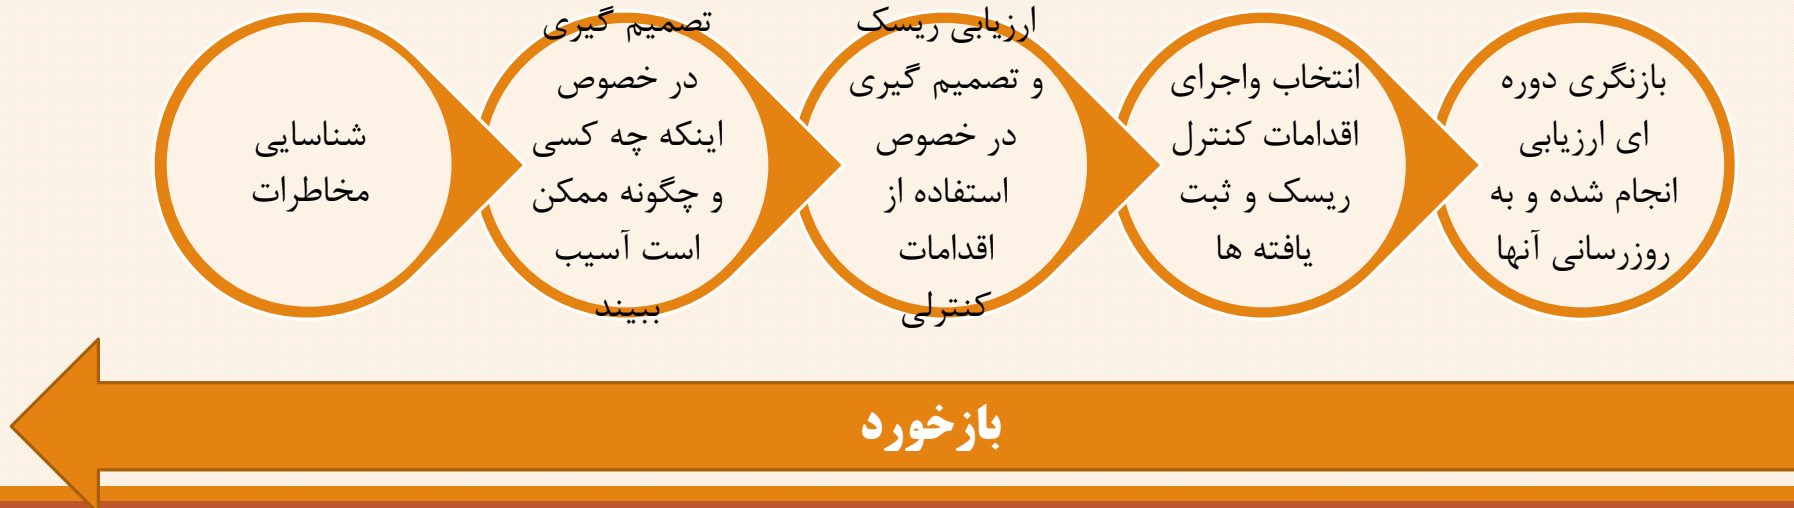 شناسایی
مخاطرات
تصمیم گیری
در خصوص
اینکه چه کسی
و چگونه ممکن
است آسیب
ببیند
ارزیابی ریسک
و تصمیم گیری
در خصوص
استفاده از
اقدامات
کنترلی
انتخاب واجرای
اقدامات کنترل
ریسک و ثبت
یافته ها
بازنگری دوره
ای ارزیابی
انجام شده و به
روزرسانی آنها
بازخورد